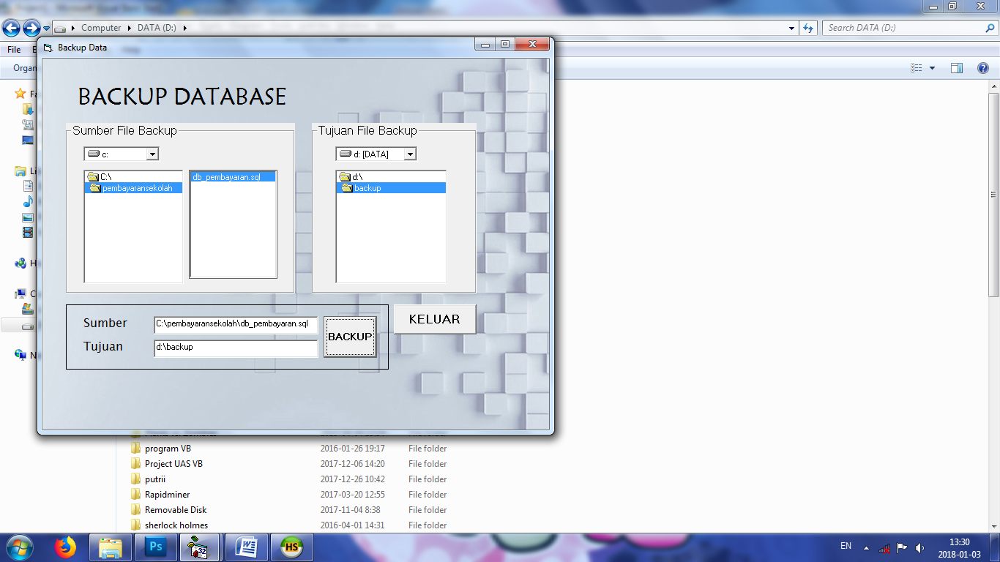 Computer
DATA (D:)
Search DATA (D:)
File
Organ
Backup Data
BACKUP DATABASE
Sumber File Backup
Tujuan File Backup
c:
d: [DATA]
C:\
pembayaransekolah
db_pembayaran.sql
d:\
backup
Sumber
C:\pembayaransekolah\db_pembayaran.sql
Tujuan
d:\backup
BACKUP
KELUAR
program VB 2016-01-26 19:17 File folder
Project UAS VB 2017-12-06 14:20 File folder
putrii 2017-12-26 10:42 File folder
Rapidminer 2017-03-20 12:55 File folder
Removable Disk 2017-11-04 8:38 File folder
sherlock holmes 2016-04-01 14:31 File folder
Ps
32
W
HS
EN
13:30
2018-01-03